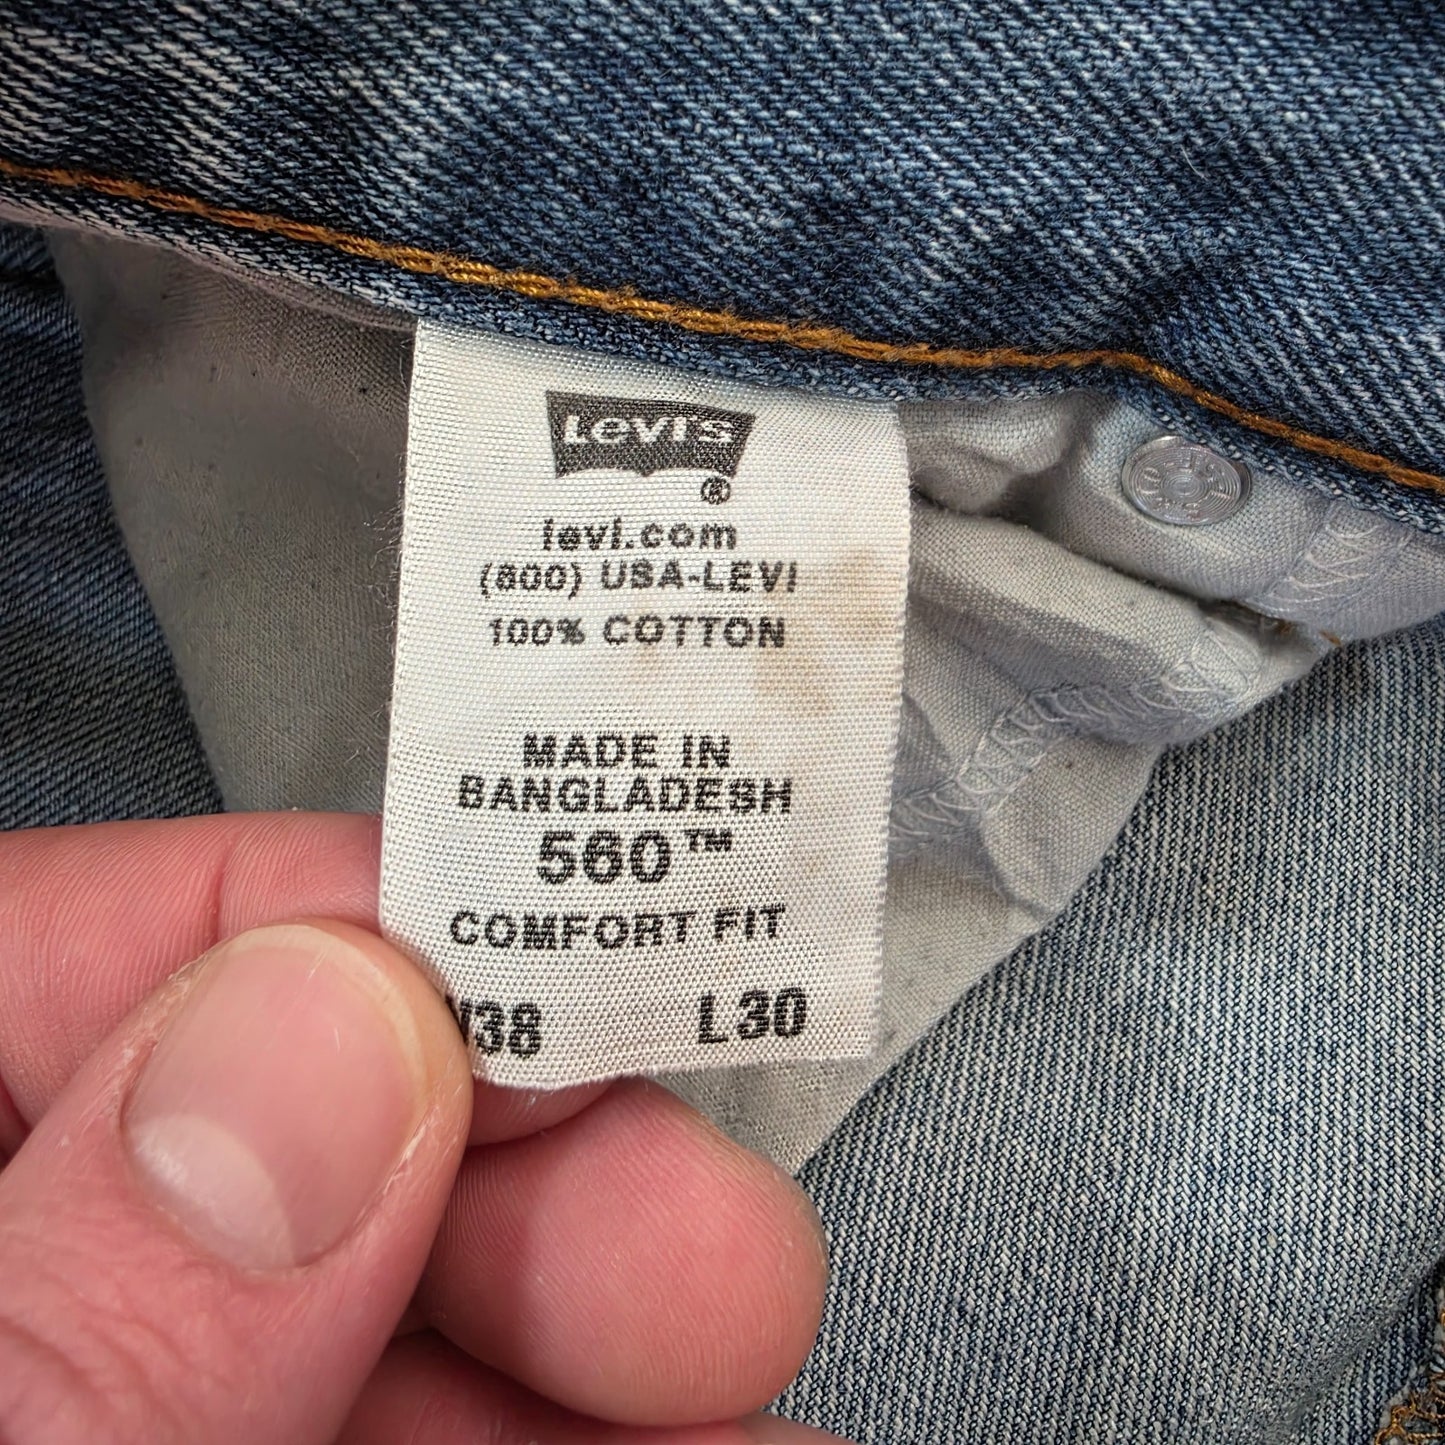 Levi's
®
levi.com
(800) USA-LEVI
100% COTTON
MADE IN
BANGLADESH
560™
COMFORT FIT
W38 L30